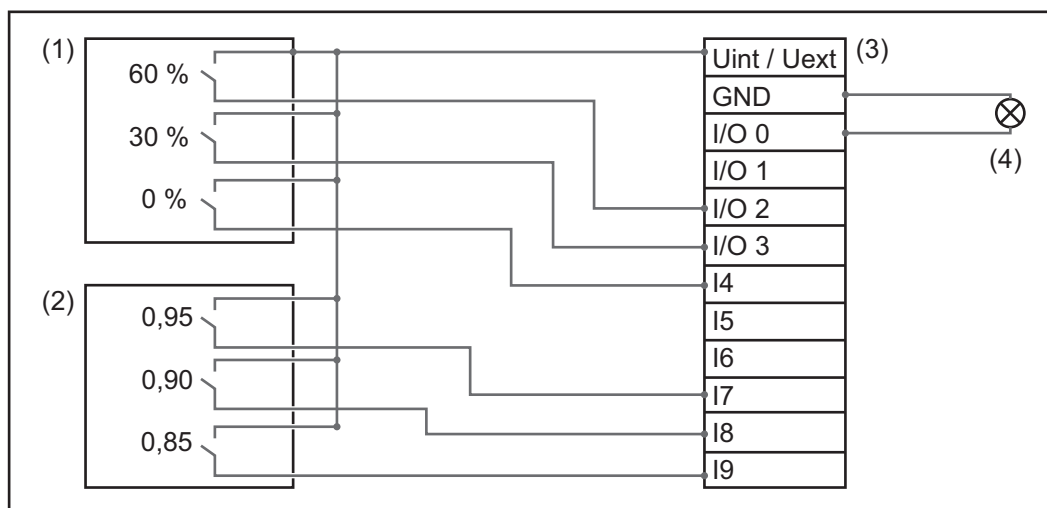 (1)
60 %
30 %
0 %
(2)
0,95
0,90
0,85
(3)
Uint / Uext
GND
I/O 0
I/O 1
I/O 2
I/O 3
I4
I5
I6
I7
I8
I9
(4)